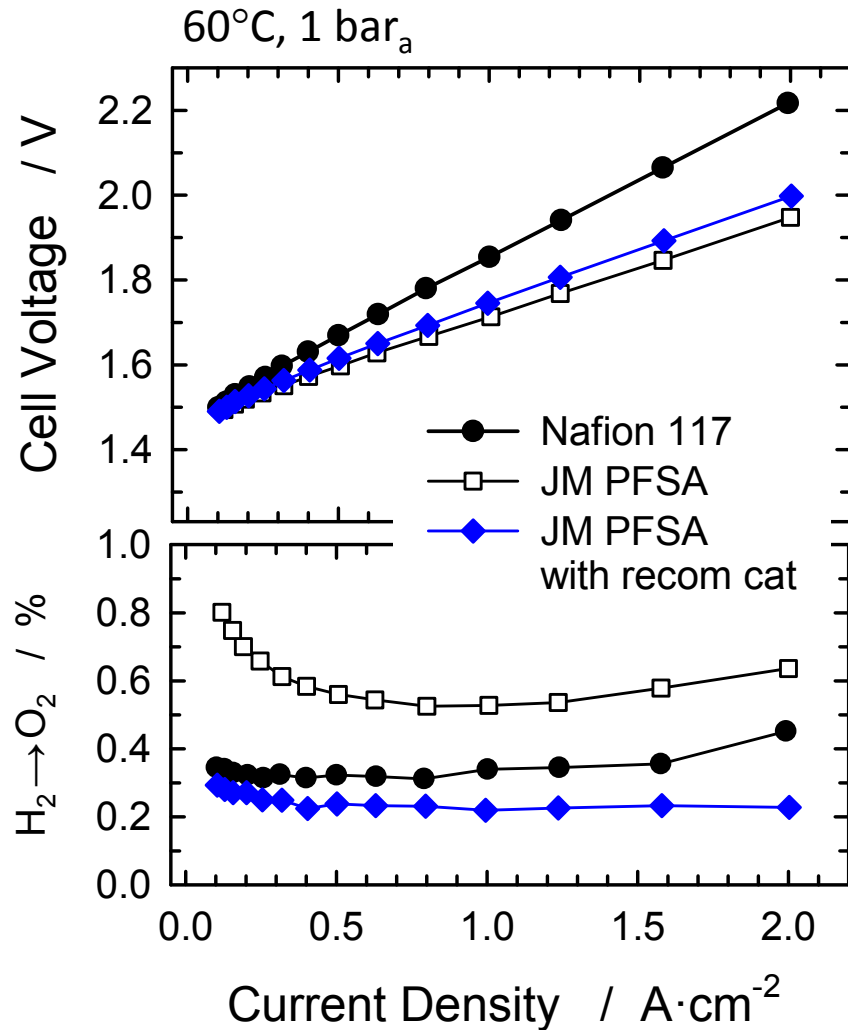 60°C, 1 barₐ
Cell Voltage / V
2.2
2.0
1.8
1.6
1.4
Nafion 117
JM PFSA
JM PFSA
with recom cat
H₂→O₂ / %
1.0
0.8
0.6
0.4
0.2
0.0
0.0 0.5 1.0 1.5 2.0
Current Density / A·cm⁻²